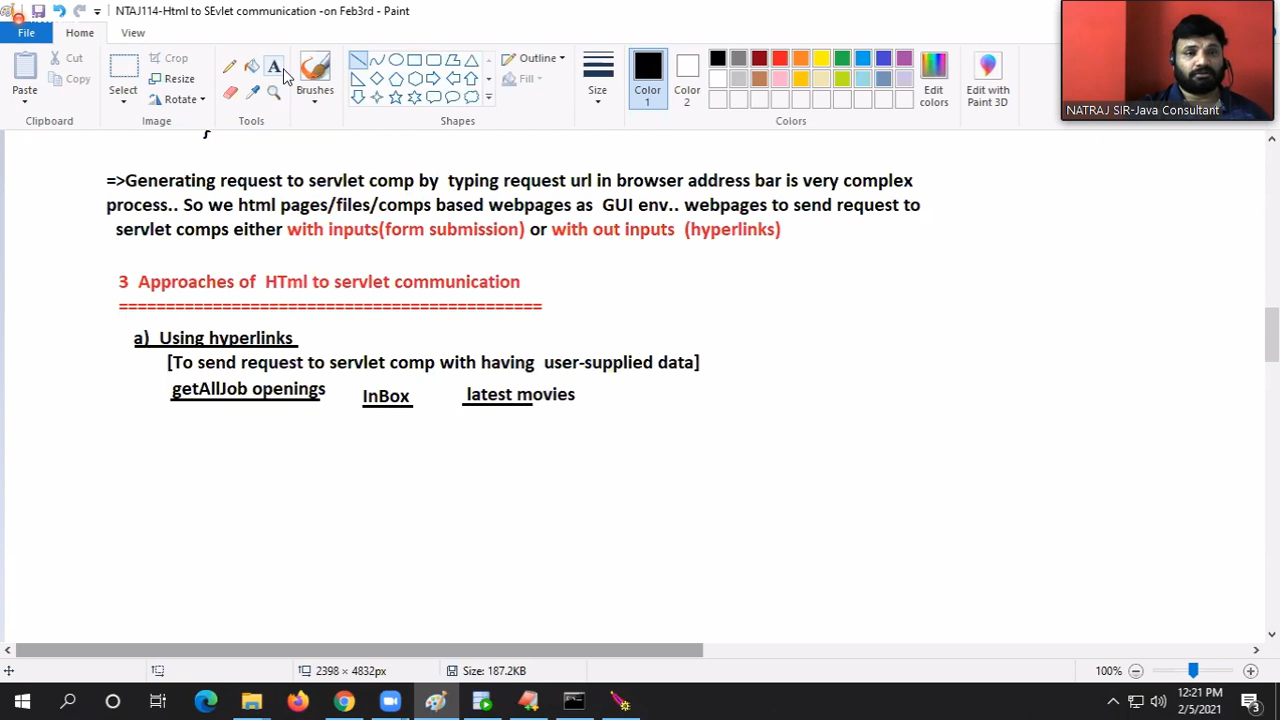 NTAJ114-Html to SEvlet communication -on Feb3rd - Paint
File
Home
View
Paste
Cut
Copy
Clipboard
Select
Crop
Resize
Rotate
Image
A
Tools
Brushes
Shapes
Outline
Fill
Size
Color 1
Color 2
Edit colors
Colors
Edit with Paint 3D
NATRAJ SIR-Java Consultant
}
=>Generating request to servlet comp by typing request url in browser address bar is very complex
process.. So we html pages/files/comps based webpages as GUI env.. webpages to send request to
servlet comps either with inputs(form submission) or with out inputs (hyperlinks)
3 Approaches of HTml to servlet communication
=============================================
a) Using hyperlinks
[To send request to servlet comp with having user-supplied data]
getAllJob openings InBox latest movies
2398 × 4832px
Size: 187.2KB
100%
12:21 PM
2/5/2021
3